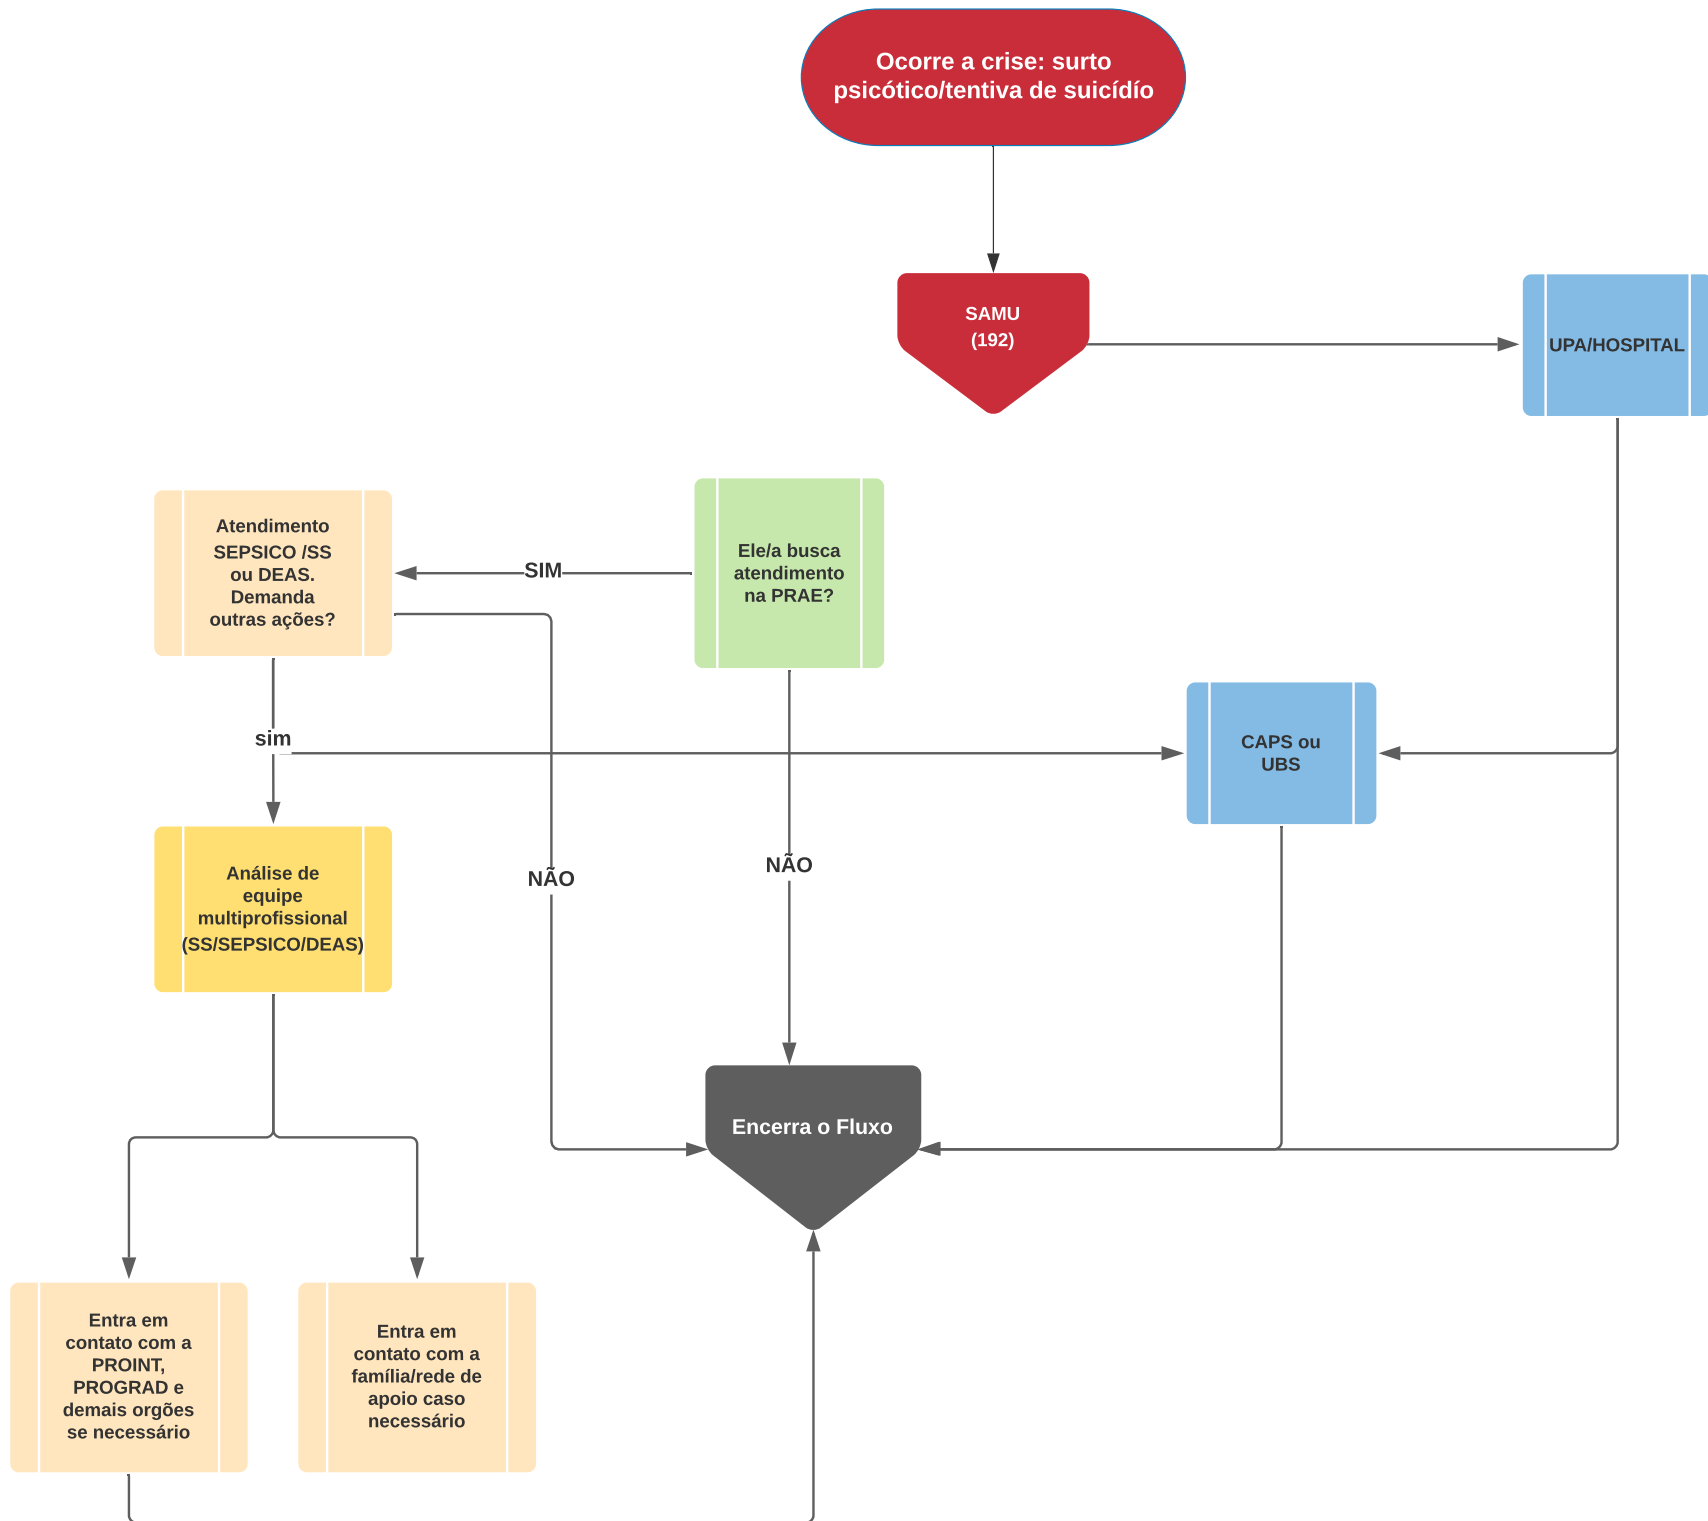 Ocorre a crise: surto
psicótico/tentiva de suicídío
SAMU
(192)
UPA/HOSPITAL
Atendimento
SEPSICO /SS
ou DEAS.
Demanda
outras ações?
SIM
Ele/a busca
atendimento
na PRAE?
sim
CAPS ou
UBS
NÃO
NÃO
Análise de
equipe
multiprofissional
(SS/SEPSICO/DEAS)
Encerra o Fluxo
Entra em
contato com a
PROINT,
PROGRAD e
demais orgões
se necessário
Entra em
contato com a
família/rede de
apoio caso
necessário